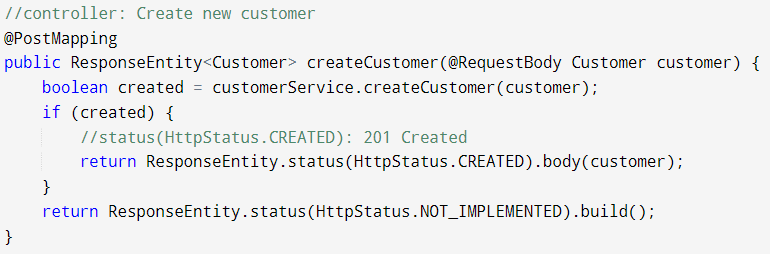 //controller: Create new customer
@PostMapping
public ResponseEntity<Customer> createCustomer(@RequestBody Customer customer) {
    boolean created = customerService.createCustomer(customer);
    if (created) {
        //status(HttpStatus.CREATED): 201 Created
        return ResponseEntity.status(HttpStatus.CREATED).body(customer);
    }
    return ResponseEntity.status(HttpStatus.NOT_IMPLEMENTED).build();
}